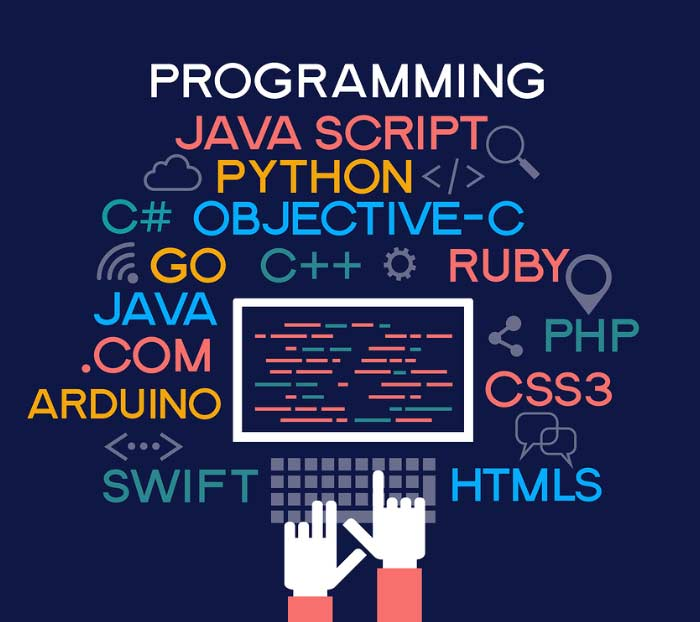 PROGRAMMING
JAVA SCRIPT
PYTHON </>
C# OBJECTIVE-C
GO C++ RUBY
JAVA
PHP
.COM
CSS3
ARDUINO
SWIFT HTMLS